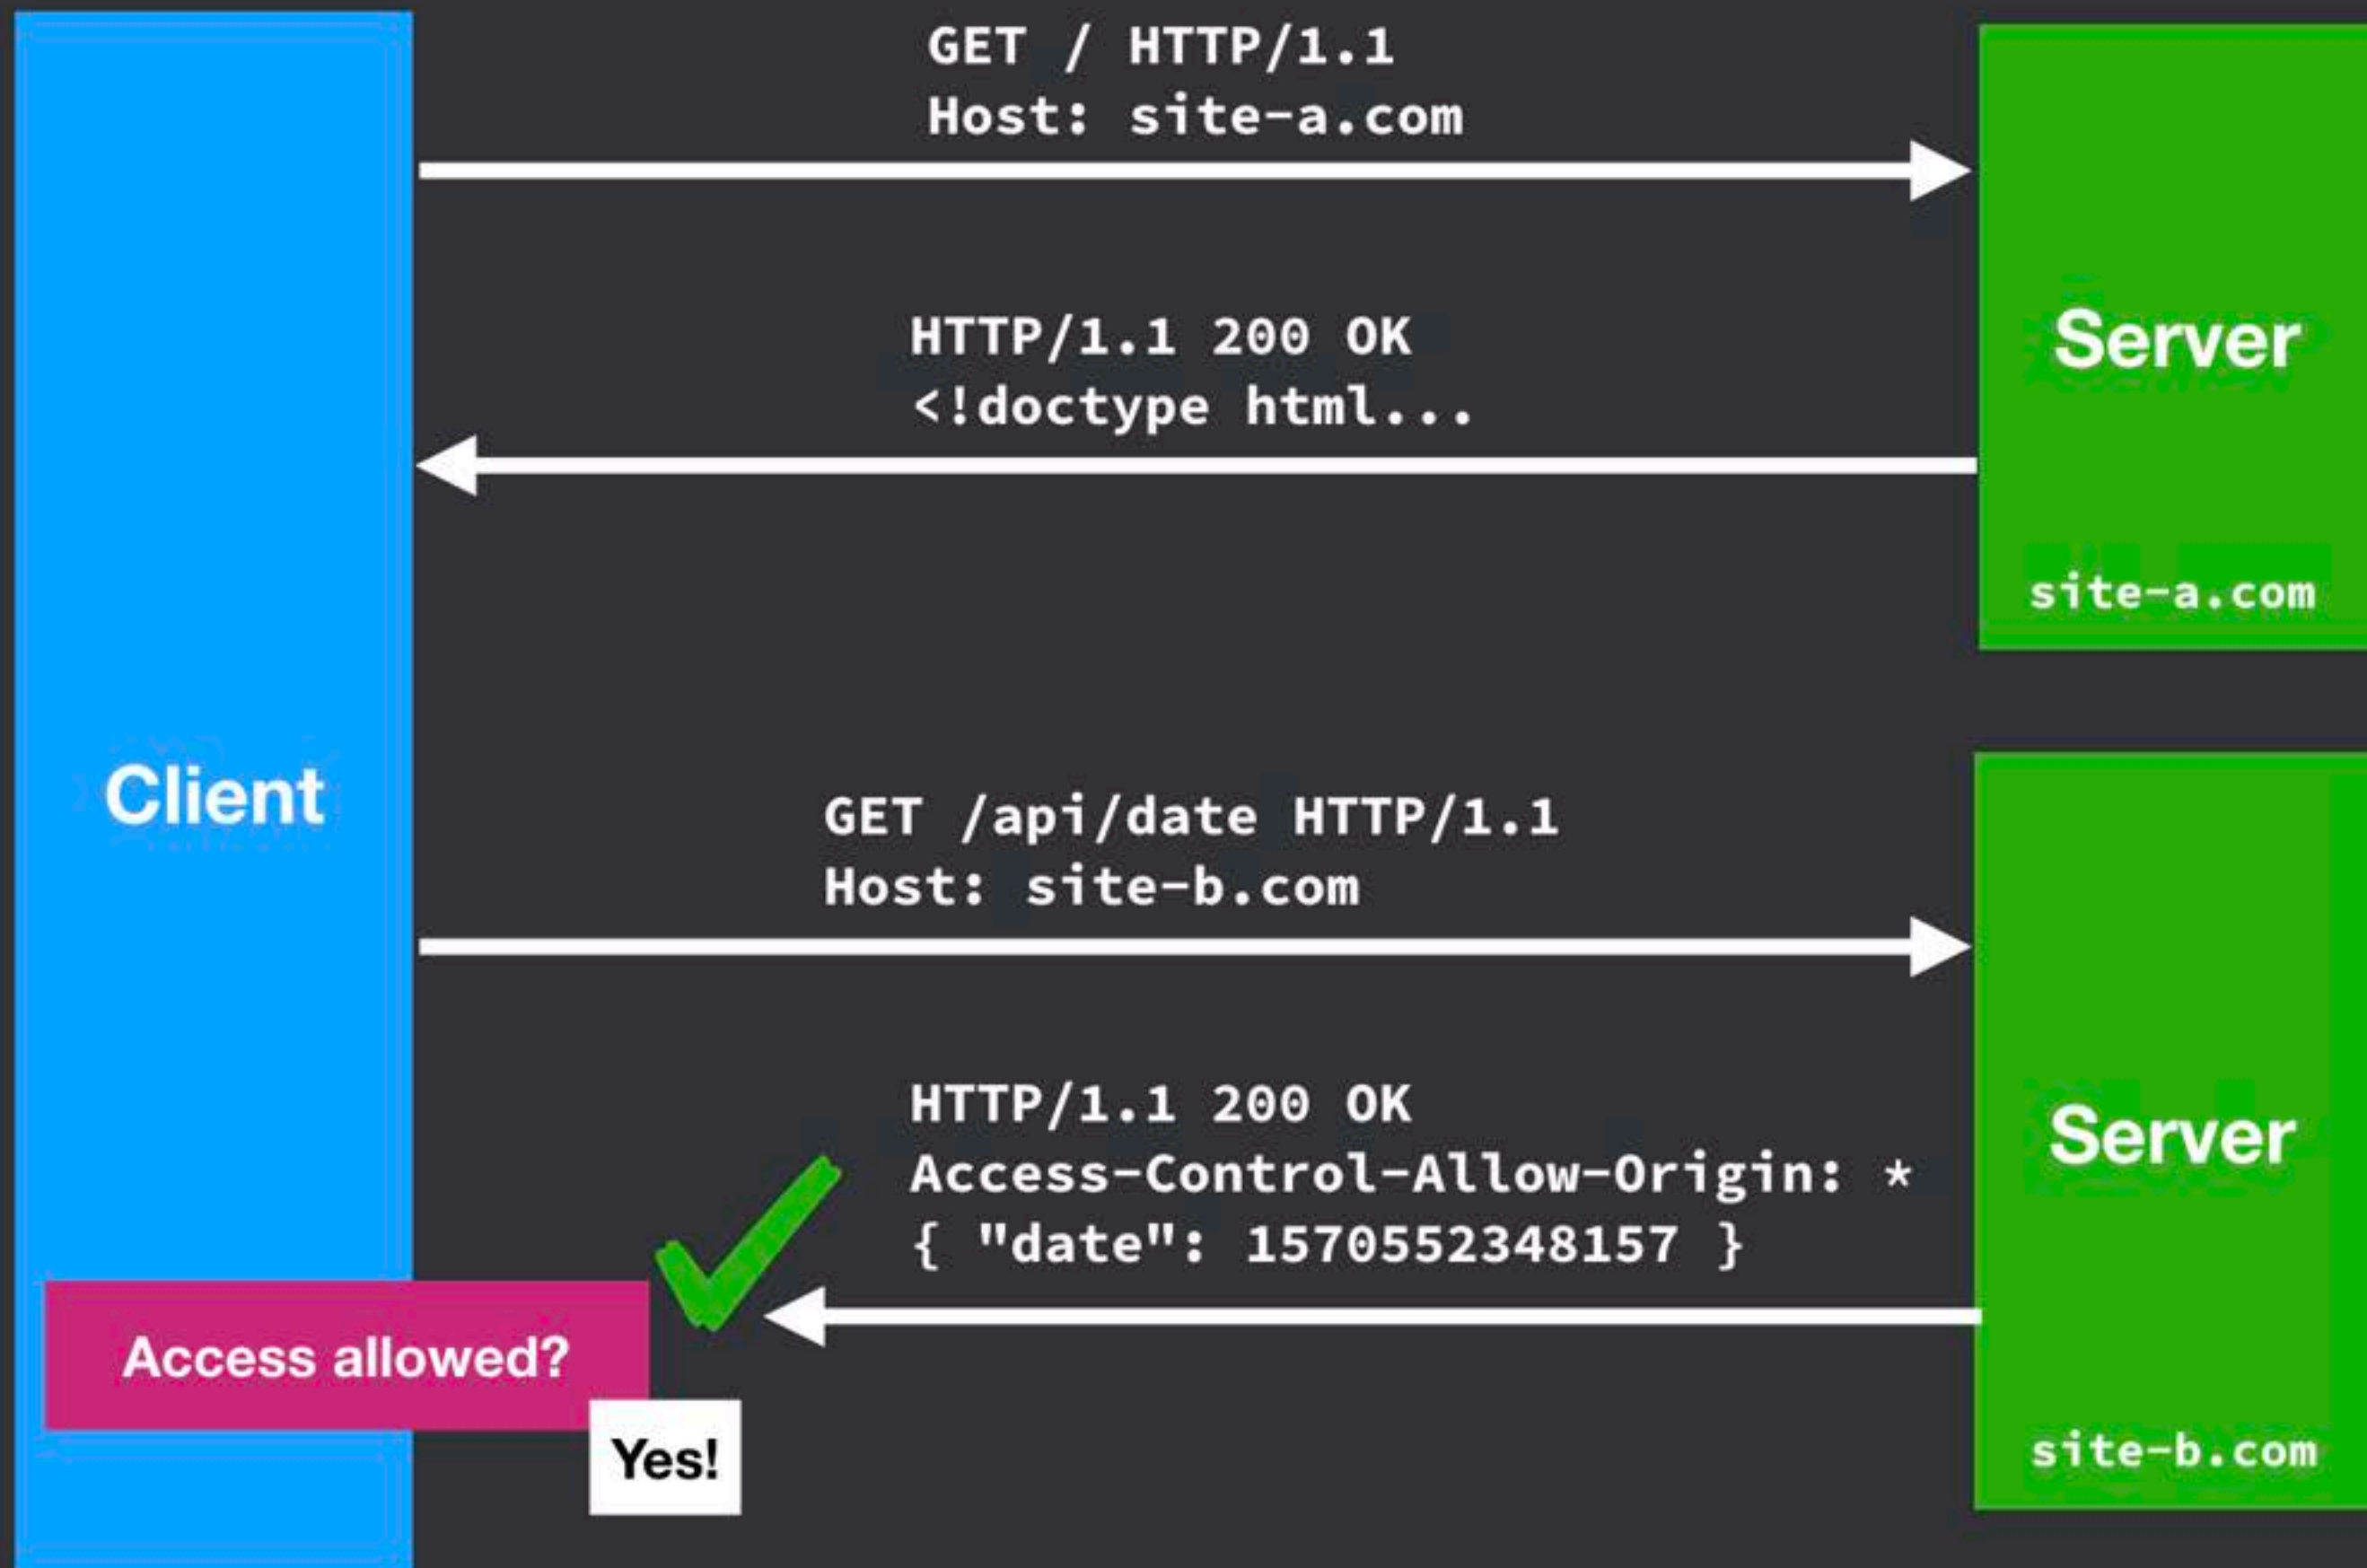 GET / HTTP/1.1
Host: site-a.com
HTTP/1.1 200 OK
<!doctype html...
Server
site-a.com
Client
GET /api/date HTTP/1.1
Host: site-b.com
HTTP/1.1 200 OK
Access-Control-Allow-Origin: *
{ "date": 1570552348157 }
Server
Access allowed?
Yes!
site-b.com